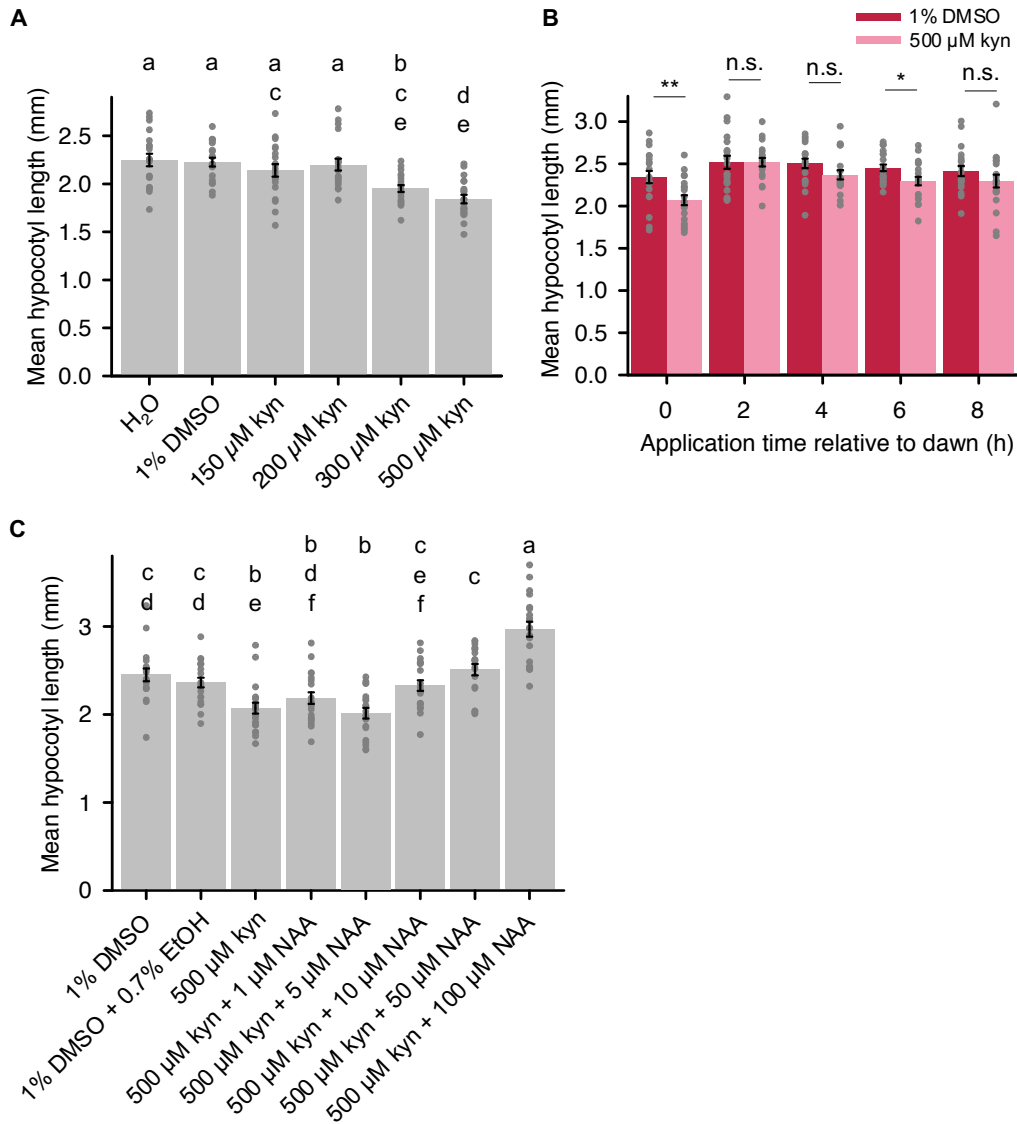 A
a
a
a
c
a
b
c
e
d
e
Mean hypocotyl length (mm)
2.5
2.0
1.5
1.0
0.5
0.0
H₂O
1% DMSO
150 µM kyn
200 µM kyn
300 µM kyn
500 µM kyn
B
1% DMSO
500 µM kyn
**
n.s.
n.s.
*
n.s.
Mean hypocotyl length (mm)
3.0
2.5
2.0
1.5
1.0
0.5
0.0
0 2 4 6 8
Application time relative to dawn (h)
C
c
d
c
d
b
e
b
d
f
b
c
e
f
c
a
Mean hypocotyl length (mm)
3
2
1
0
1% DMSO
1% DMSO + 0.7% EtOH
500 µM kyn
500 µM kyn + 1 µM NAA
500 µM kyn + 5 µM NAA
500 µM kyn + 10 µM NAA
500 µM kyn + 50 µM NAA
500 µM kyn + 100 µM NAA